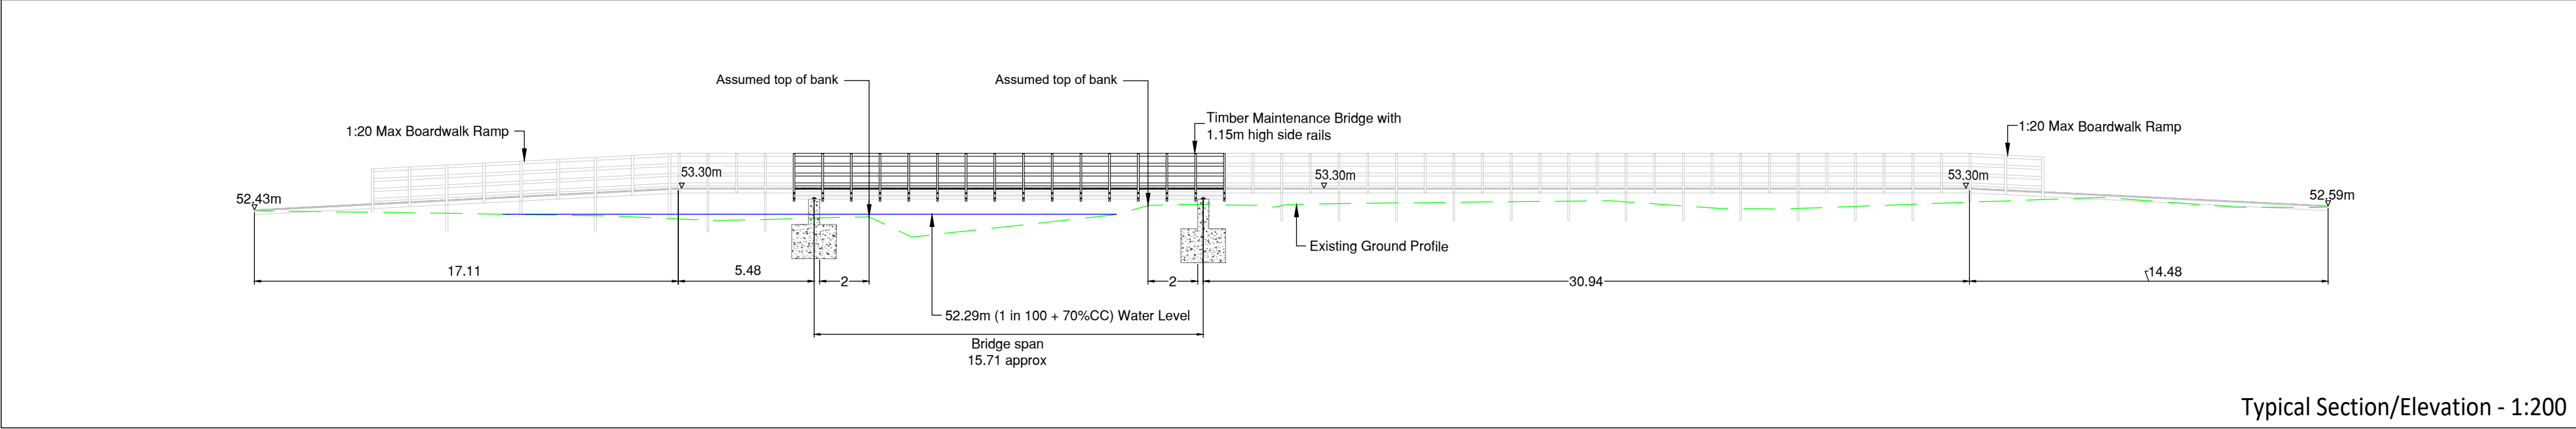 Assumed top of bank
Assumed top of bank
Timber Maintenance Bridge with
1.15m high side rails
1:20 Max Boardwalk Ramp
1:20 Max Boardwalk Ramp
53.30m
53.30m
53.30m
52.43m
52.59m
Existing Ground Profile
17.11
5.48
2
2
30.94
14.48
52.29m (1 in 100 + 70%CC) Water Level
Bridge span
15.71 approx
Typical Section/Elevation - 1:200